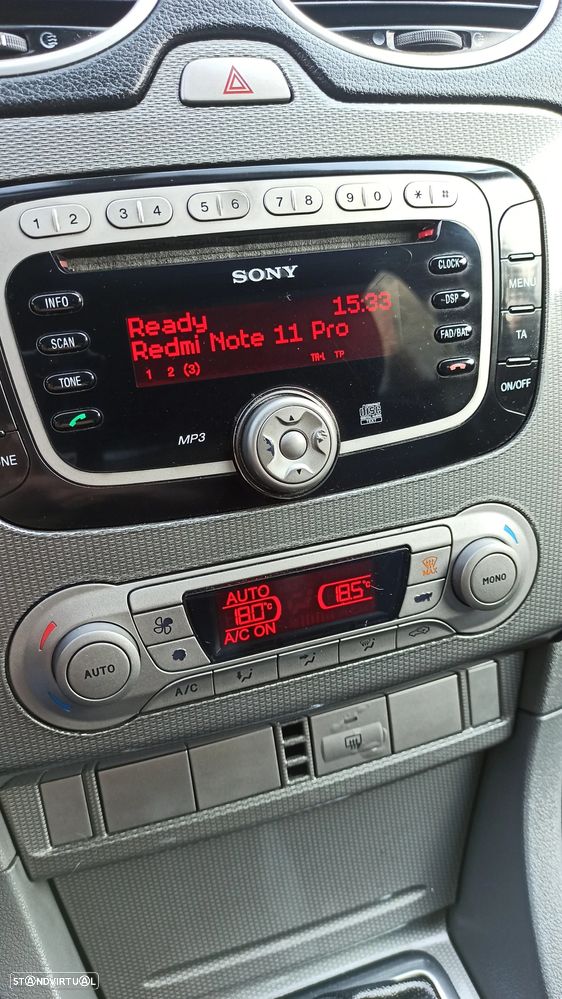 1 2
3 4
5 6
7 8
9 0
* #
SONY
CLOCK
INFO
MENU
DSP
SCAN
Ready 15:33
Redmi Note 11 Pro
1 2 (3) TP
FAD/BAL
TA
TONE
ON/OFF
MP3
TEXT
NE
AUTO
18.0°c
18.5°c
A/C ON
MAX
MONO
AUTO
A/C
STANDVIRTUAL